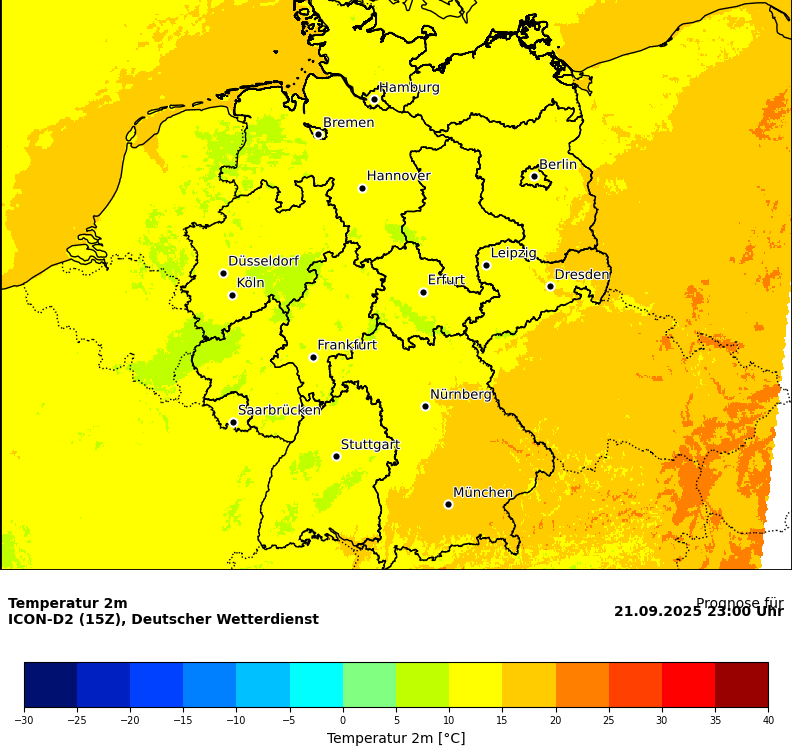 Hamburg
Bremen
Berlin
Hannover
Leipzig
Düsseldorf
Dresden
Köln
Erfurt
Frankfurt
Nürnberg
Saarbrücken
Stuttgart
München
Temperatur 2m
Prognose für
ICON-D2 (15Z), Deutscher Wetterdienst
21.09.2025 23:00 Uhr
−30 −25 −20 −15 −10 −5 0 5 10 15 20 25 30 35 40
Temperatur 2m [°C]